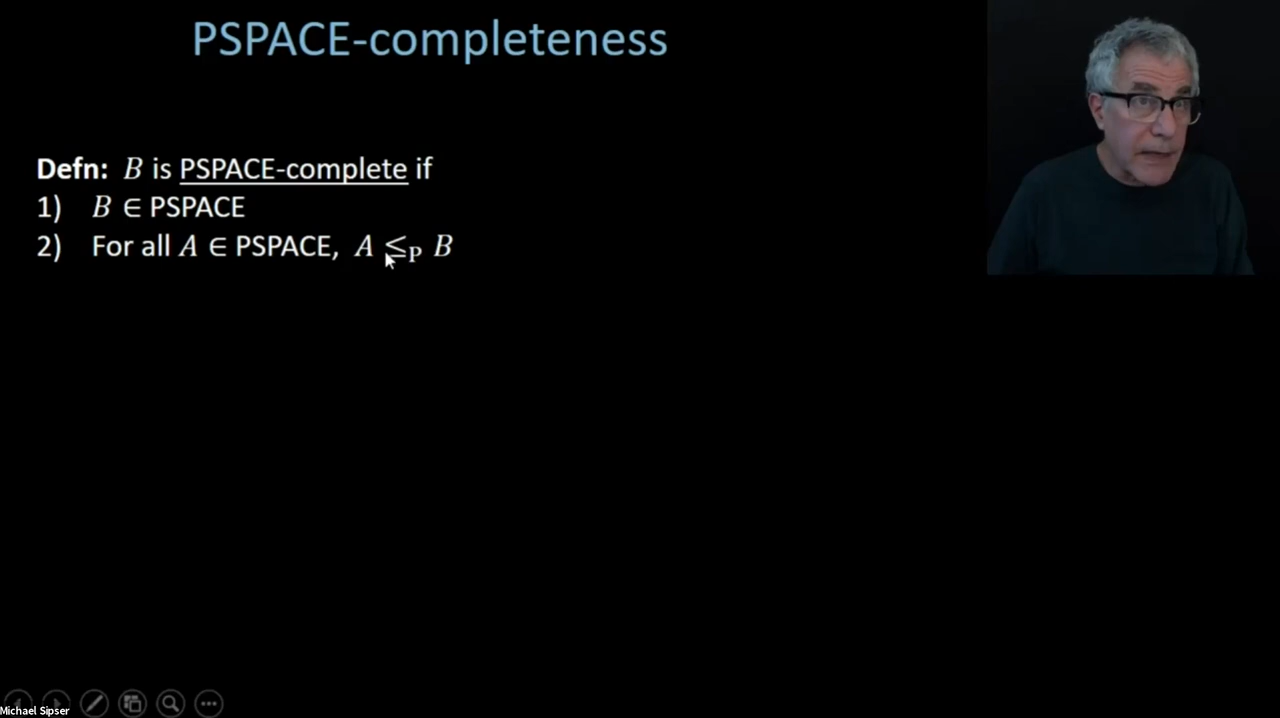 PSPACE-completeness
Defn: B is PSPACE-complete if
1) B ∈ PSPACE
2) For all A ∈ PSPACE, A ≤P B
Michael Sipser